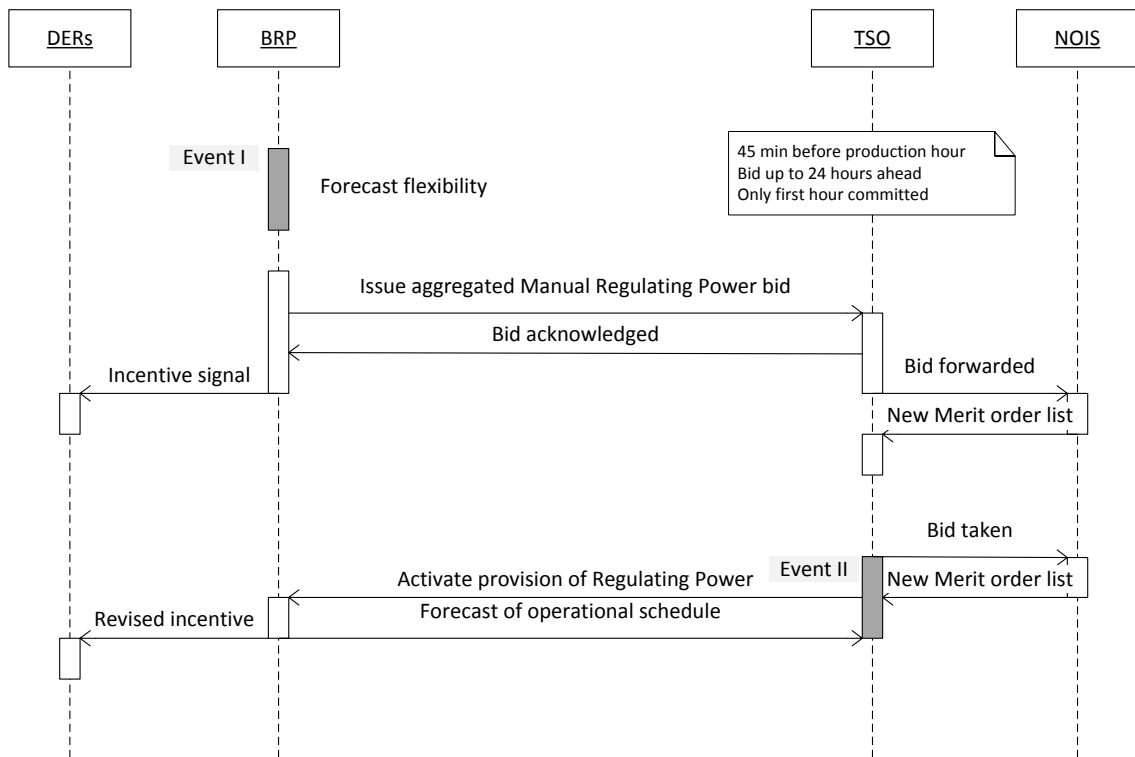 DERs
BRP
TSO
NOIS
Event I
Forecast flexibility
45 min before production hour
Bid up to 24 hours ahead
Only first hour committed
Issue aggregated Manual Regulating Power bid
Bid acknowledged
Incentive signal
Bid forwarded
New Merit order list
Bid taken
Event II
Activate provision of Regulating Power
New Merit order list
Forecast of operational schedule
Revised incentive